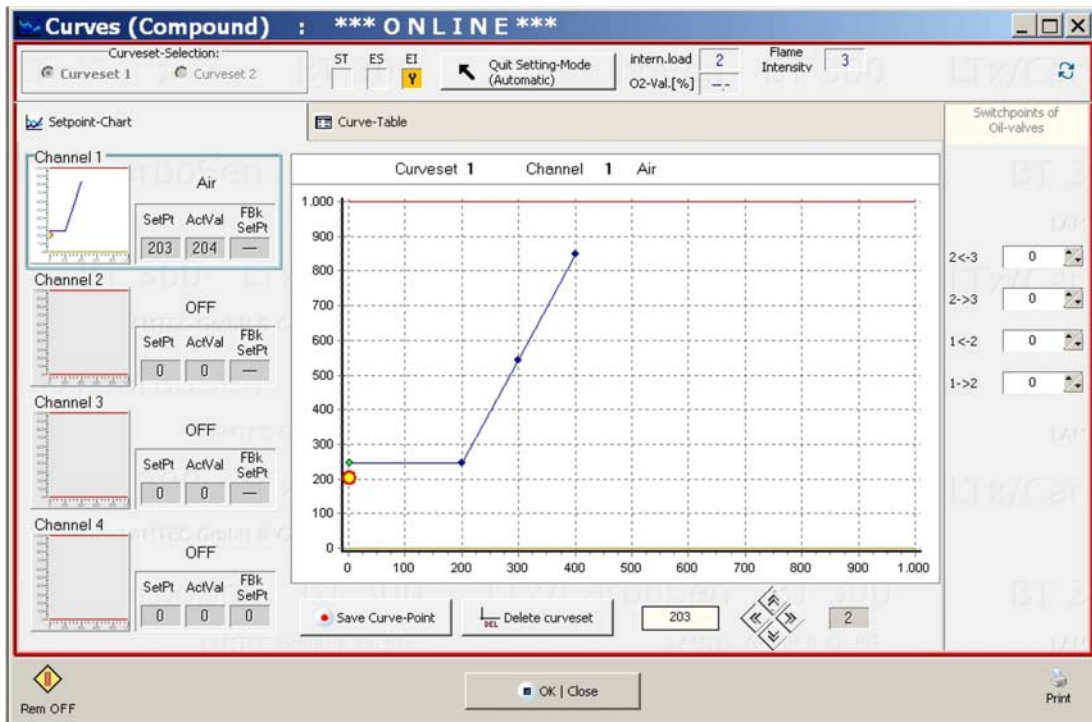 Curves (Compound) : *** O N L I N E ***
Curveset-Selection:
Curveset 1 Curveset 2
ST ES EI
Quit Setting-Mode
(Automatic)
intern.load 2
O2-Val.[%] --.-
Flame
Intensity 3
Setpoint-Chart
Curve-Table
Switchpoints of
Oil-valves
Channel 1
Air
SetPt ActVal FBk SetPt
203 204 ---
Channel 2
OFF
SetPt ActVal FBk SetPt
0 0 ---
Channel 3
OFF
SetPt ActVal FBk SetPt
0 0 ---
Channel 4
OFF
SetPt ActVal FBk SetPt
0 0 0
Curveset 1 Channel 1 Air
1.000
900
800
700
600
500
400
300
200
100
0
0 100 200 300 400 500 600 700 800 900 1.000
2<-3 0
2->3 0
1<-2 0
1->2 0
Save Curve-Point
DEL Delete curveset
203
2
Rem OFF
OK | Close
Print